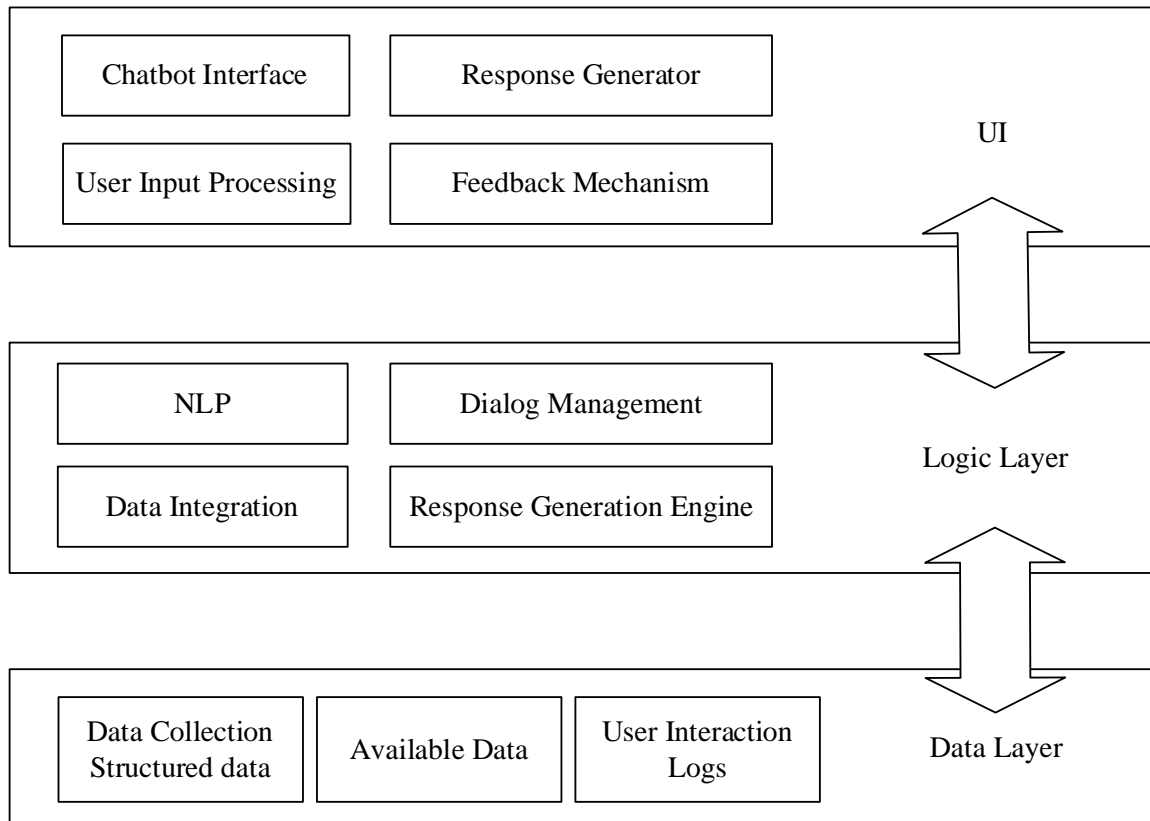 Chatbot Interface
Response Generator
User Input Processing
Feedback Mechanism
UI
NLP
Dialog Management
Data Integration
Response Generation Engine
Logic Layer
Data Collection
Structured data
Available Data
User Interaction
Logs
Data Layer